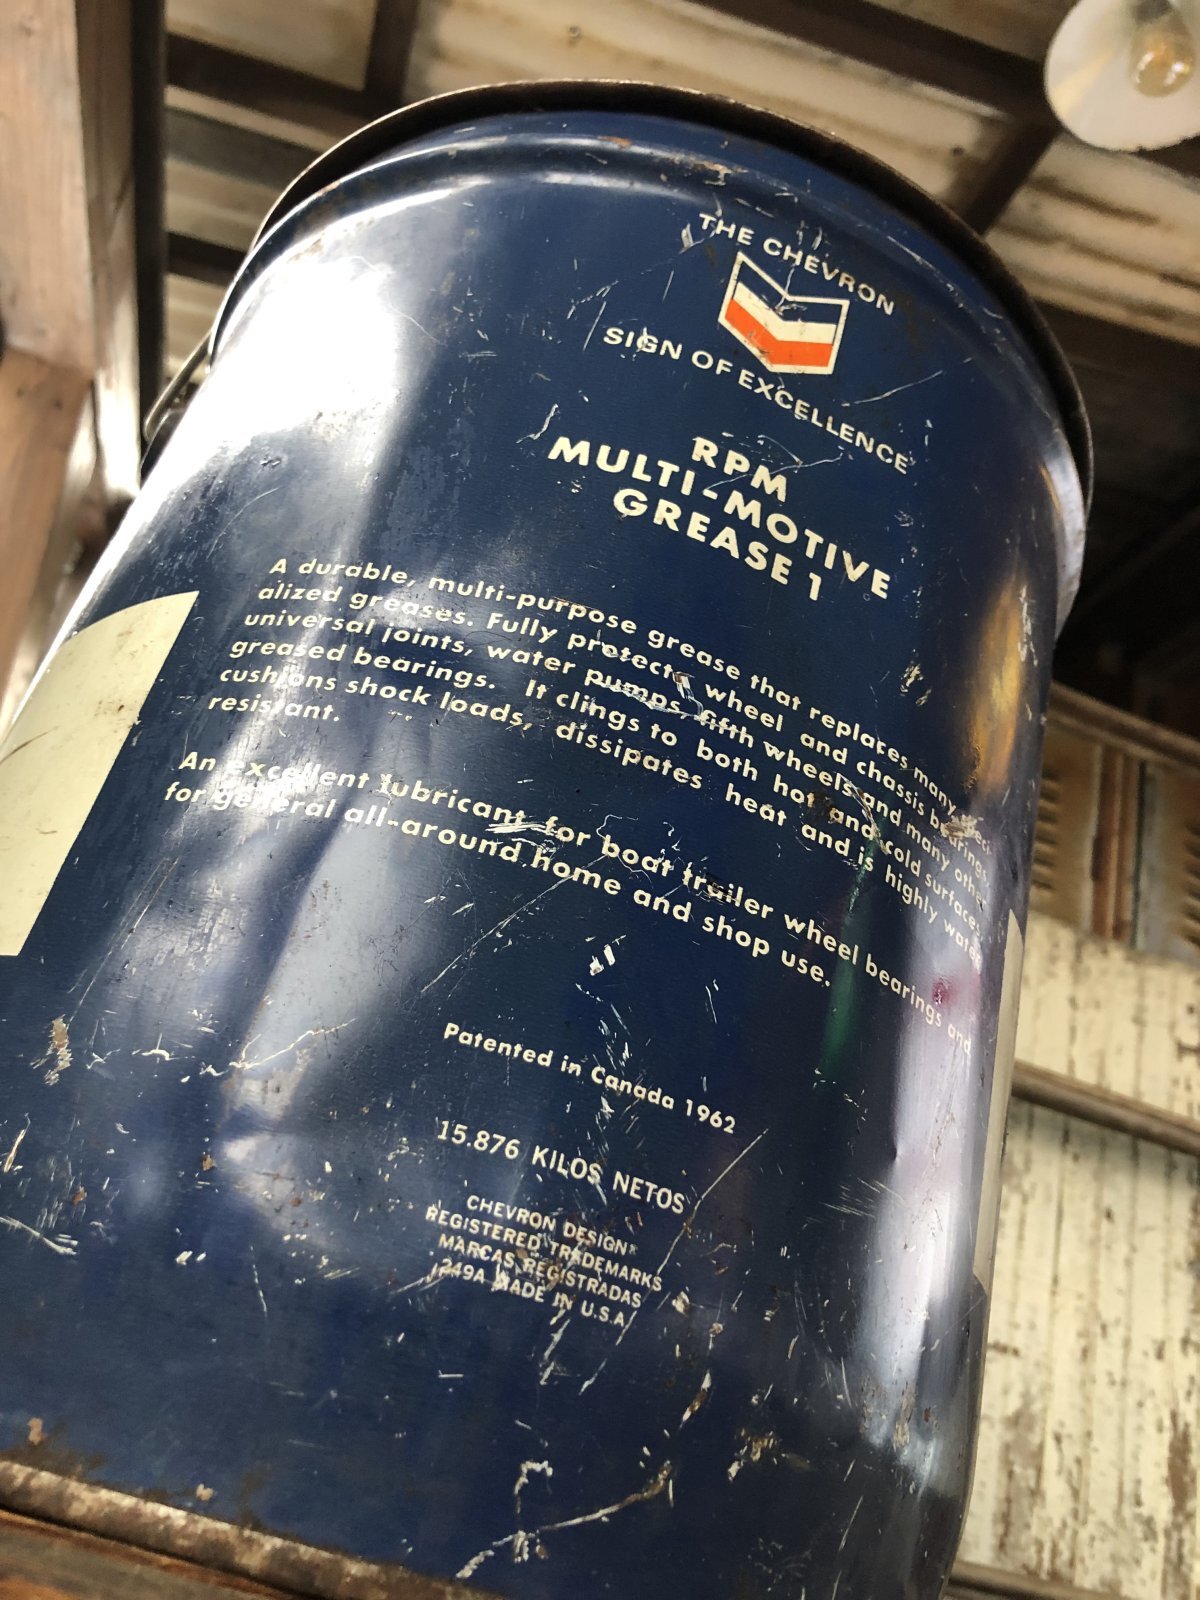 THE CHEVRON
SIGN OF EXCELLENCE
RPM
MULTI-MOTIVE
GREASE 1
A durable, multi-purpose grease that replaces many speci-
alized greases. Fully protects wheel and chassis bearings,
universal joints, water pumps, fifth wheels and many other
greased bearings. It clings to both hot and cold surfaces,
cushions shock loads, dissipates heat and is highly water
resistant.
An excellent lubricant for boat trailer wheel bearings and
for general all-around home and shop use.
Patented in Canada 1962
15.876 KILOS NETOS
CHEVRON DESIGN
REGISTERED TRADEMARKS
MARCAS REGISTRADAS
249A MADE IN U.S.A.